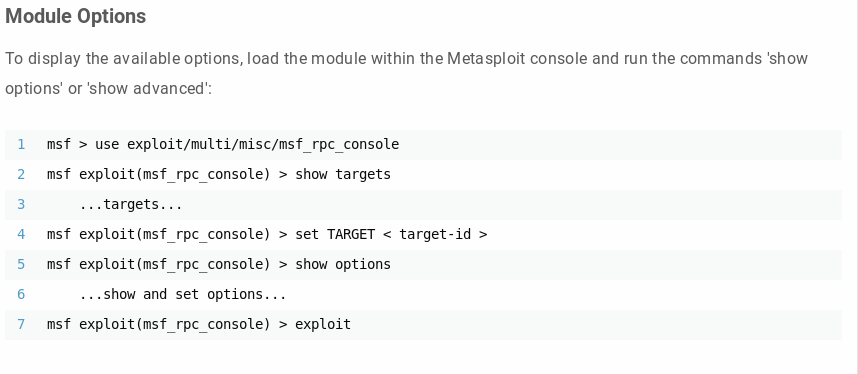 Module Options
To display the available options, load the module within the Metasploit console and run the commands 'show
options' or 'show advanced':
1 msf > use exploit/multi/misc/msf_rpc_console
2 msf exploit(msf_rpc_console) > show targets
3 ...targets...
4 msf exploit(msf_rpc_console) > set TARGET < target-id >
5 msf exploit(msf_rpc_console) > show options
6 ...show and set options...
7 msf exploit(msf_rpc_console) > exploit